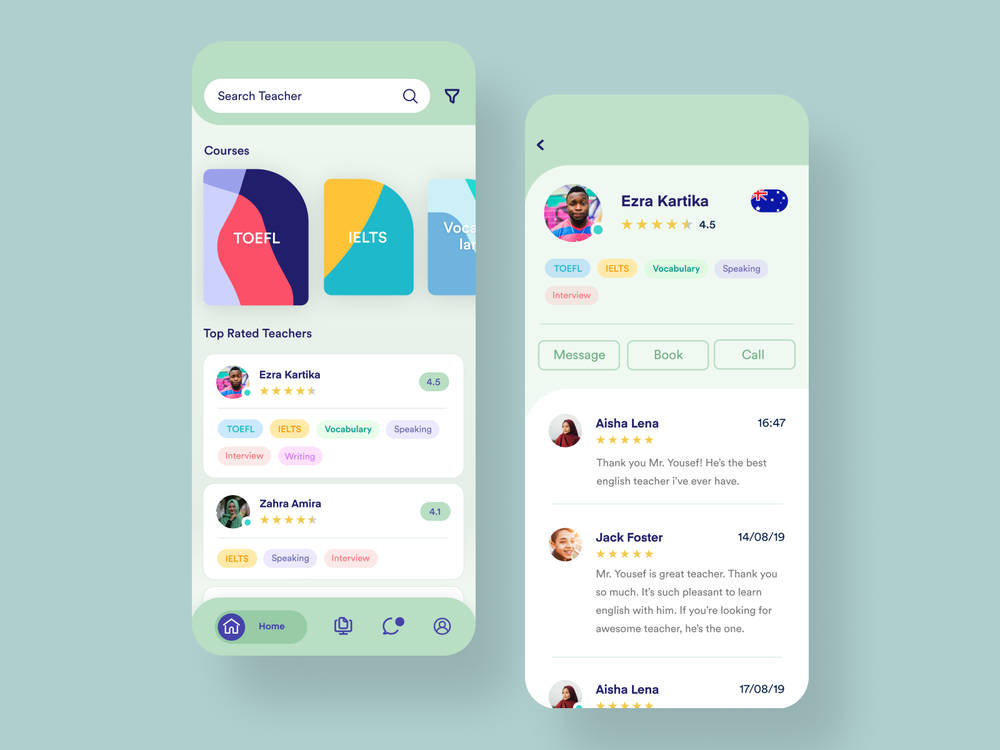 Search Teacher
Courses
TOEFL
IELTS
Top Rated Teachers
Ezra Kartika
4.5
TOEFL IELTS Vocabulary Speaking
Interview Writing
Zahra Amira
4.1
IELTS Speaking Interview
Home
Ezra Kartika
4.5
TOEFL IELTS Vocabulary Speaking
Interview
Message Book Call
Aisha Lena 16:47
Thank you Mr. Yousef! He's the best
english teacher i've ever have.
Jack Foster 14/08/19
Mr. Yousef is great teacher. Thank you
so much. It's such pleasant to learn
english with him. If you're looking for
awesome teacher, he's the one.
Aisha Lena 17/08/19